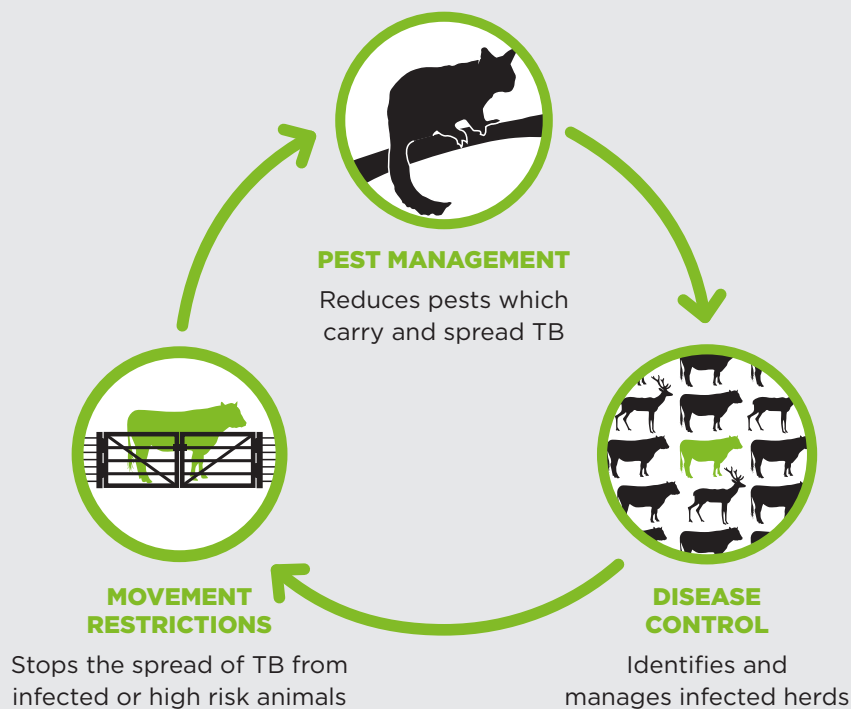 PEST MANAGEMENT
Reduces pests which
carry and spread TB
MOVEMENT
RESTRICTIONS
Stops the spread of TB from
infected or high risk animals
DISEASE
CONTROL
Identifies and
manages infected herds